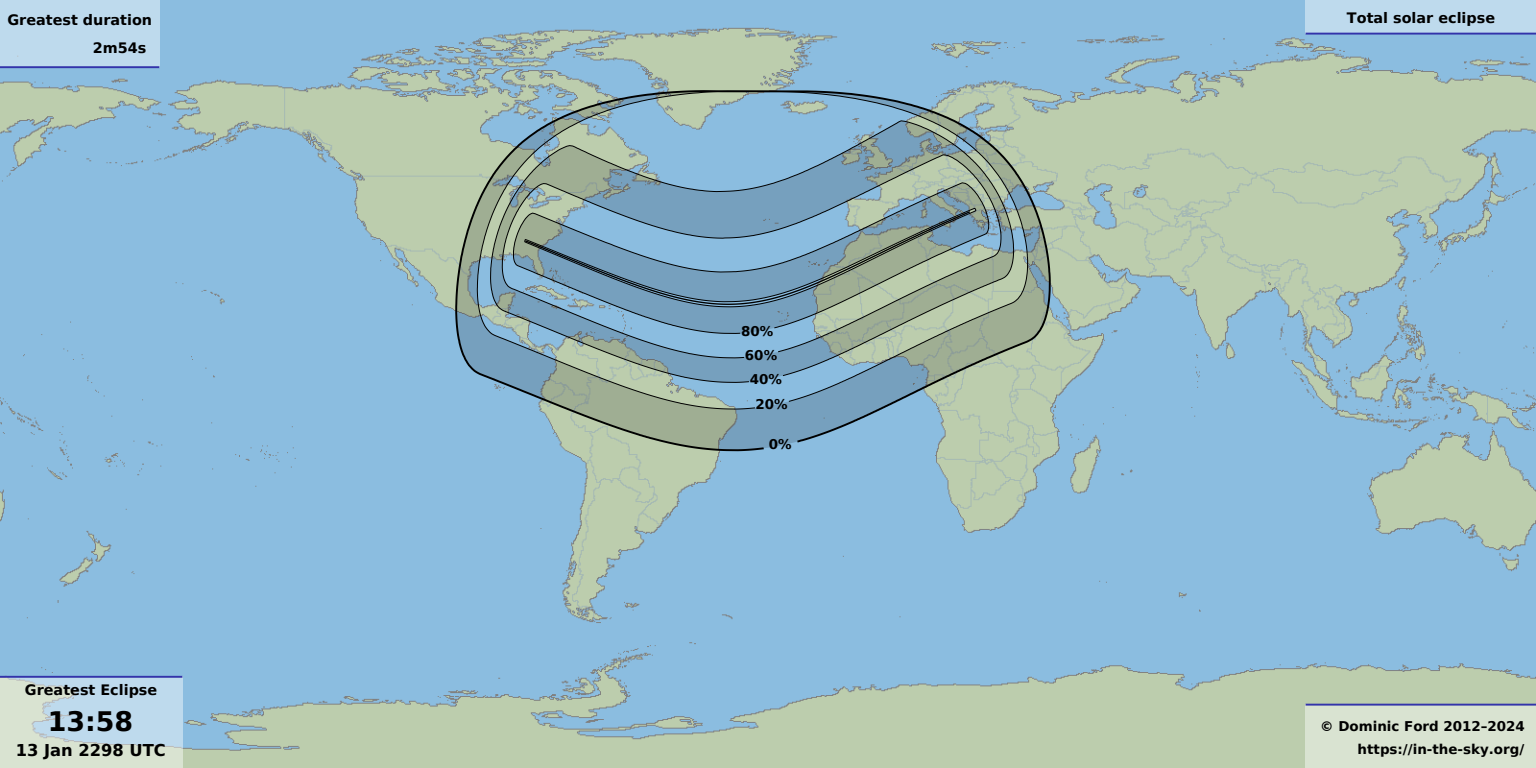 Greatest duration
2m54s
Total solar eclipse
80%
60%
40%
20%
0%
Greatest Eclipse
13:58
13 Jan 2298 UTC
© Dominic Ford 2012–2024
https://in-the-sky.org/